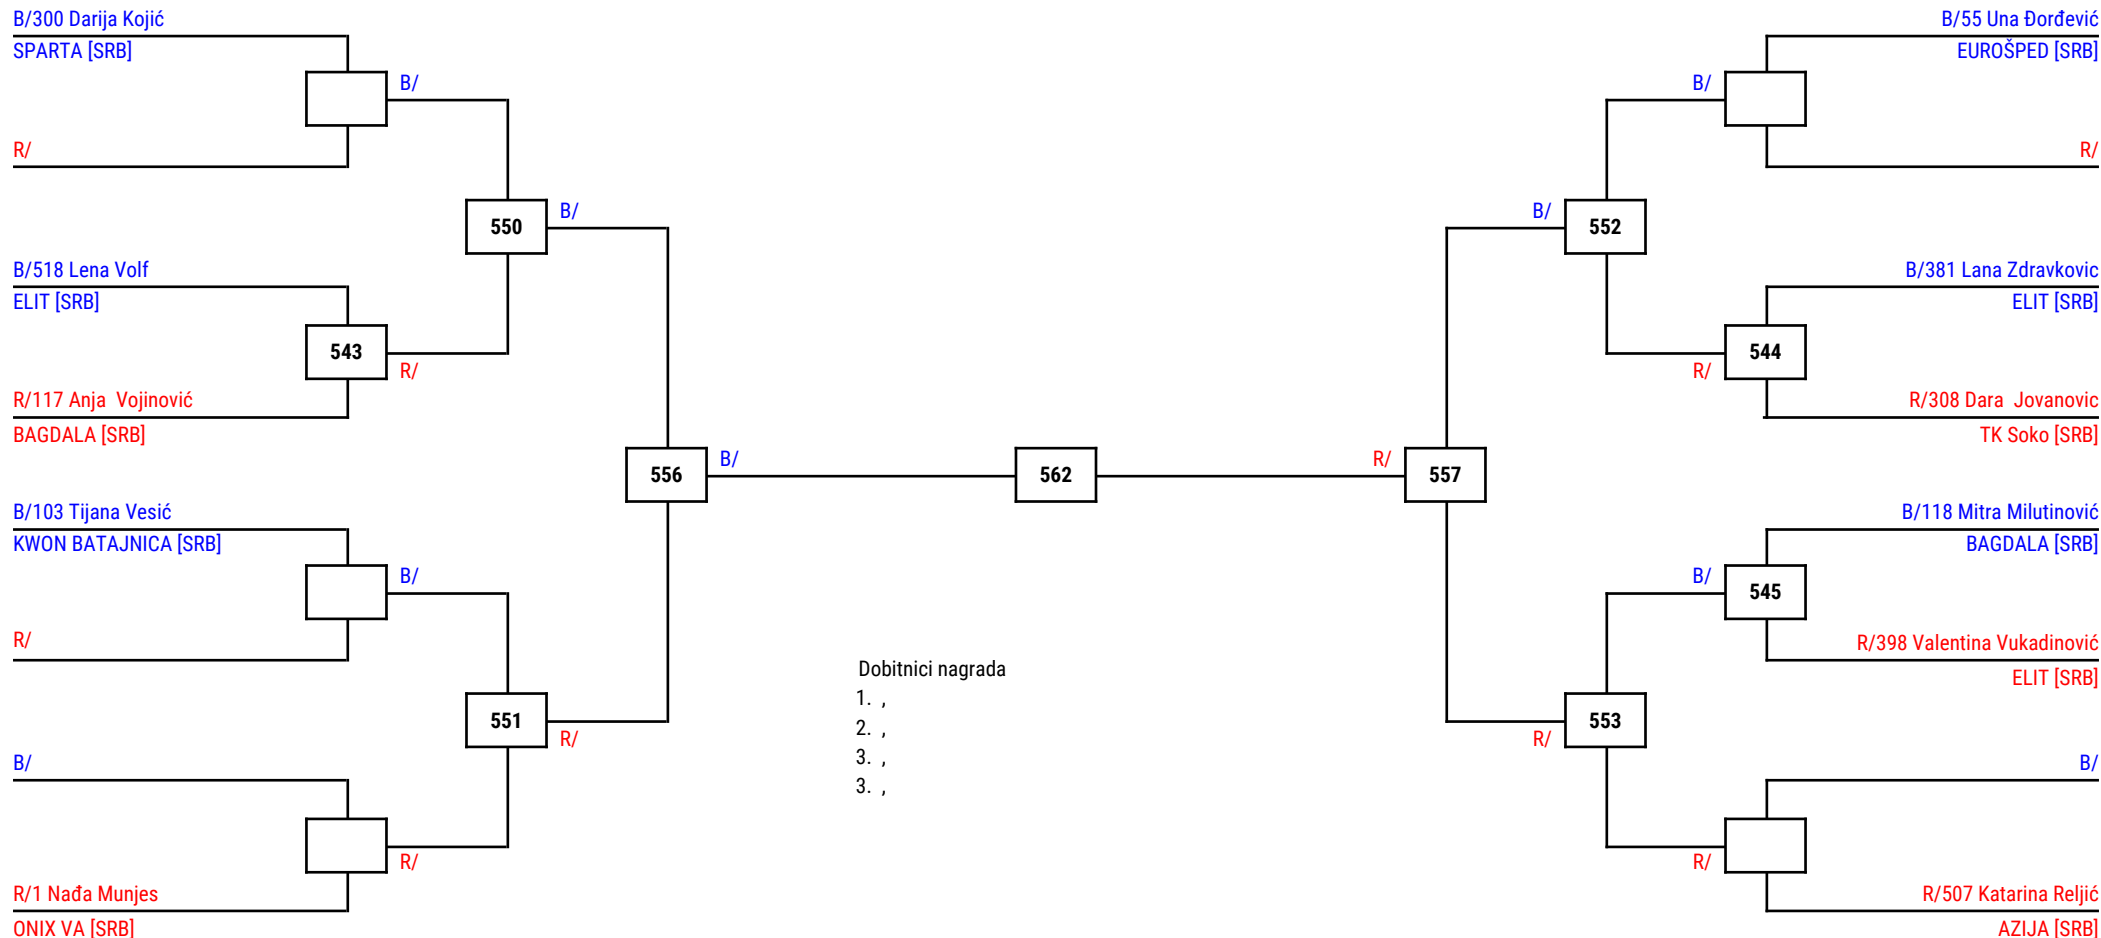 B/300 Darija Kojić
SPARTA [SRB]
B/
R/
550
B/
B/518 Lena Volf
ELIT [SRB]
543
R/
R/117 Anja  Vojinović
BAGDALA [SRB]
556
B/
B/103 Tijana Vesić
KWON BATAJNICA [SRB]
B/
R/
551
R/
B/
R/
R/1 Nađa Munjes
ONIX VA [SRB]
562
Dobitnici nagrada
1. ,
2. ,
3. ,
3. ,
B/55 Una Đorđević
EUROŠPED [SRB]
B/
R/
B/
552
B/381 Lana Zdravkovic
ELIT [SRB]
544
R/
R/308 Dara  Jovanovic
TK Soko [SRB]
R/
557
B/118 Mitra Milutinović
BAGDALA [SRB]
B/
545
R/398 Valentina Vukadinović
ELIT [SRB]
553
R/
B/
R/
R/507 Katarina Reljić
AZIJA [SRB]